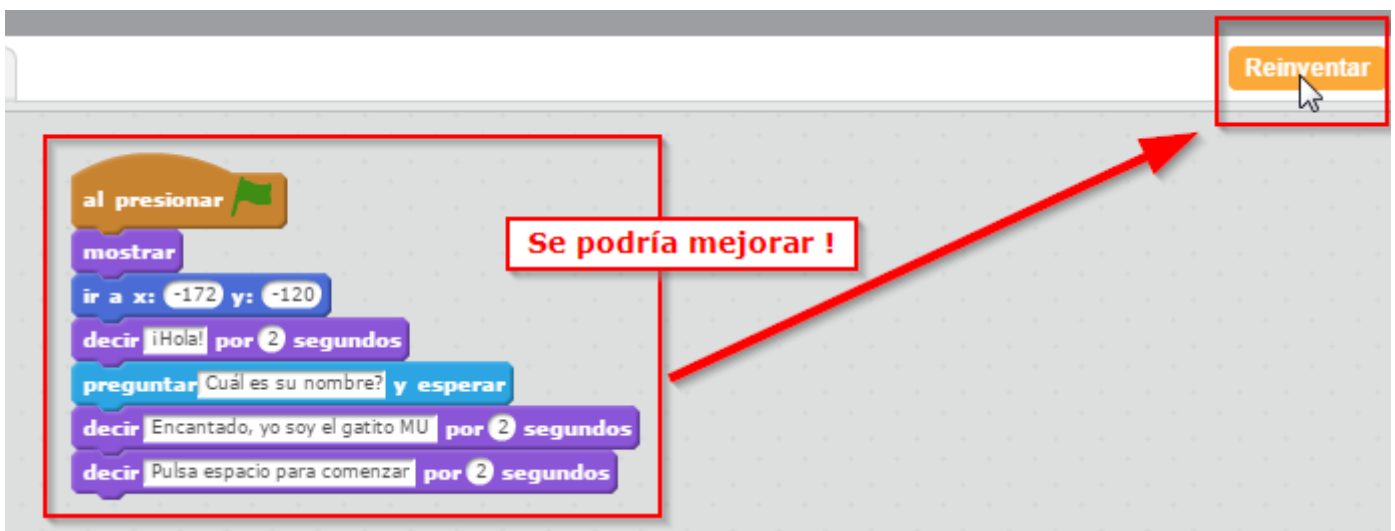 Reinventar
al presionar
Se podría mejorar !
mostrar
ir a x: -172 y: -120
decir ¡Hola! por 2 segundos
preguntar Cuál es su nombre? y esperar
decir Encantado, yo soy el gatito MU por 2 segundos
decir Pulsa espacio para comenzar por 2 segundos